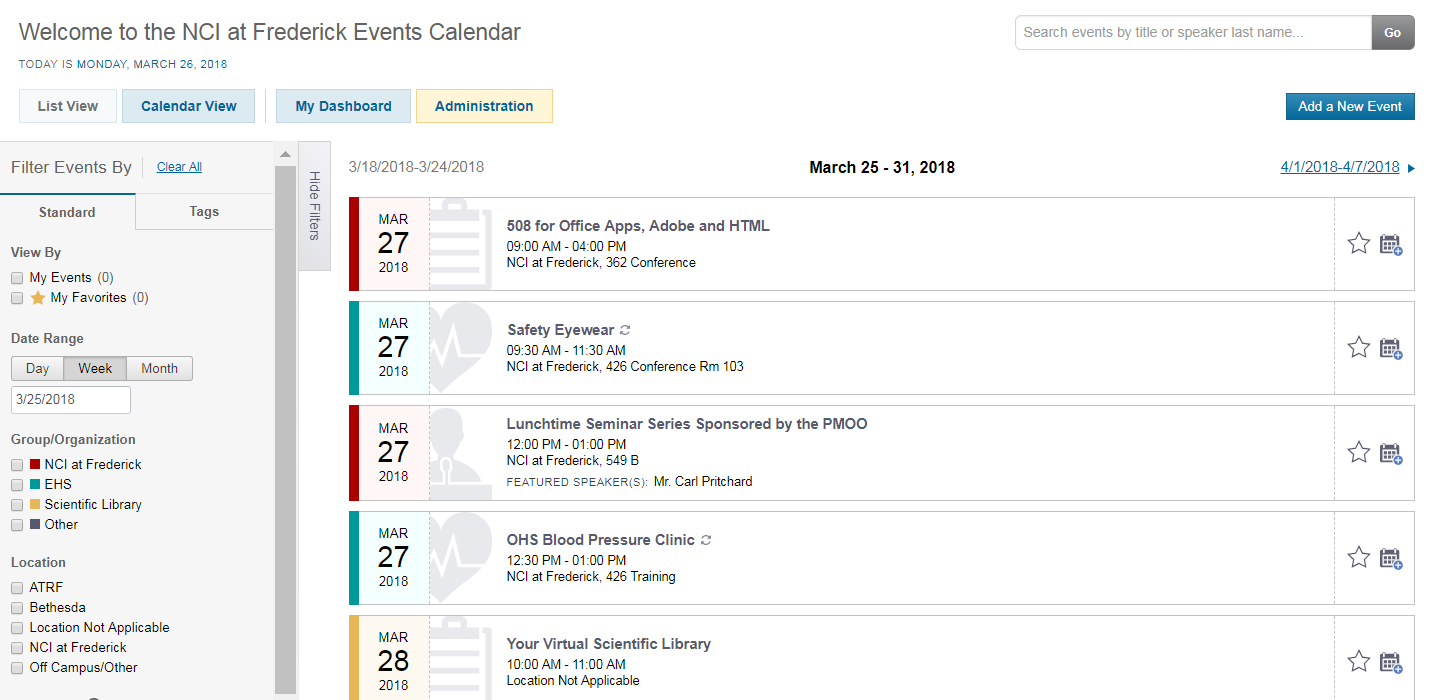 Welcome to the NCI at Frederick Events Calendar
Search events by title or speaker last name...
Go
TODAY IS MONDAY, MARCH 26, 2018
List View
Calendar View
My Dashboard
Administration
Add a New Event
Filter Events By
Clear All
Standard
Tags
View By
My Events (0)
My Favorites (0)
Date Range
Day
Week
Month
3/25/2018
Group/Organization
NCI at Frederick
EHS
Scientific Library
Other
Location
ATRF
Bethesda
Location Not Applicable
NCI at Frederick
Off Campus/Other
Hide Filters
3/18/2018-3/24/2018
March 25 - 31, 2018
4/1/2018-4/7/2018
MAR
27
2018
508 for Office Apps, Adobe and HTML
09:00 AM - 04:00 PM
NCI at Frederick, 362 Conference
MAR
27
2018
Safety Eyewear
09:30 AM - 11:30 AM
NCI at Frederick, 426 Conference Rm 103
MAR
27
2018
Lunchtime Seminar Series Sponsored by the PMOO
12:00 PM - 01:00 PM
NCI at Frederick, 549 B
FEATURED SPEAKER(S): Mr. Carl Pritchard
MAR
27
2018
OHS Blood Pressure Clinic
12:30 PM - 01:00 PM
NCI at Frederick, 426 Training
MAR
28
2018
Your Virtual Scientific Library
10:00 AM - 11:00 AM
Location Not Applicable